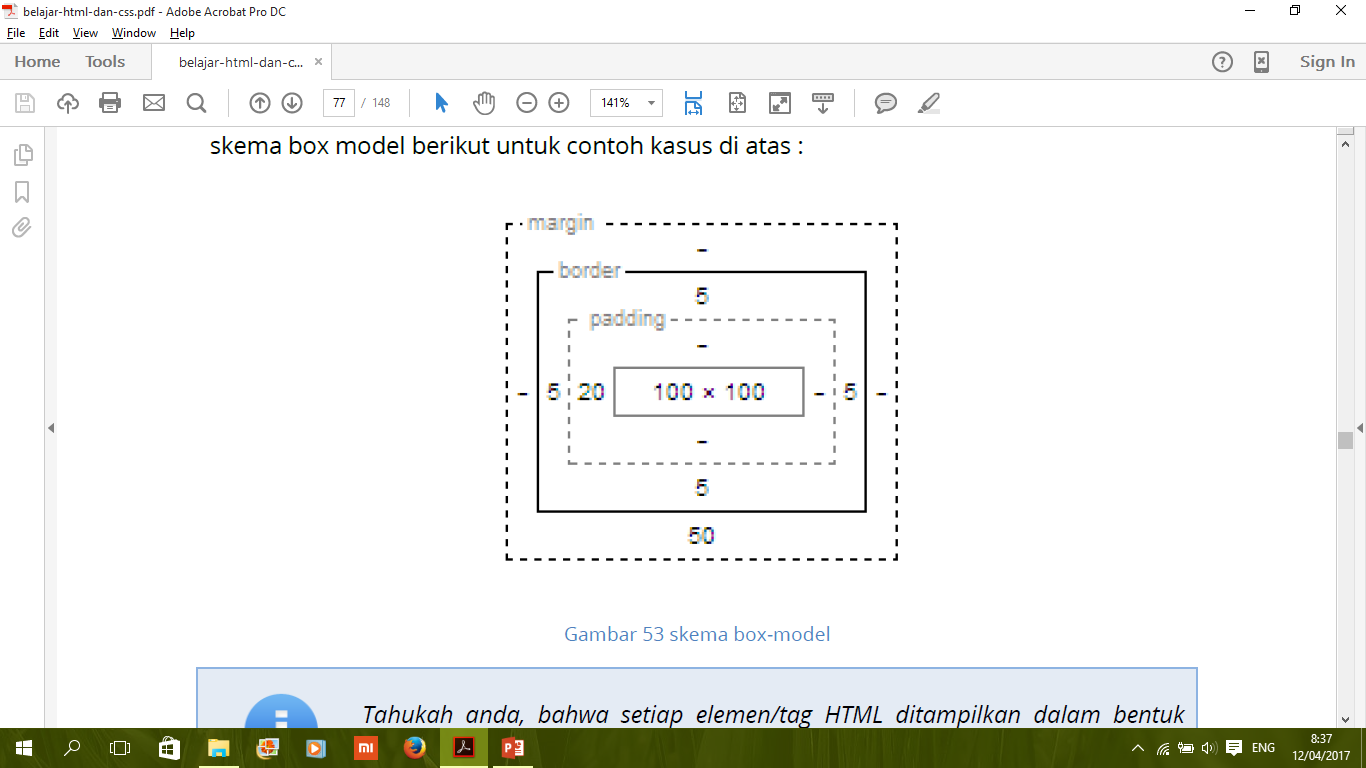 belajar-html-dan-css.pdf - Adobe Acrobat Pro DC
File Edit View Window Help
Home Tools belajar-html-dan-c... × Sign In
77 / 148 141%
skema box model berikut untuk contoh kasus di atas :
margin
-
border
5
padding
-
- 5 20 100 × 100 - 5 -
-
5
50
Gambar 53 skema box-model
Tahukah anda, bahwa setiap elemen/tag HTML ditampilkan dalam bentuk
ENG
8:37
12/04/2017